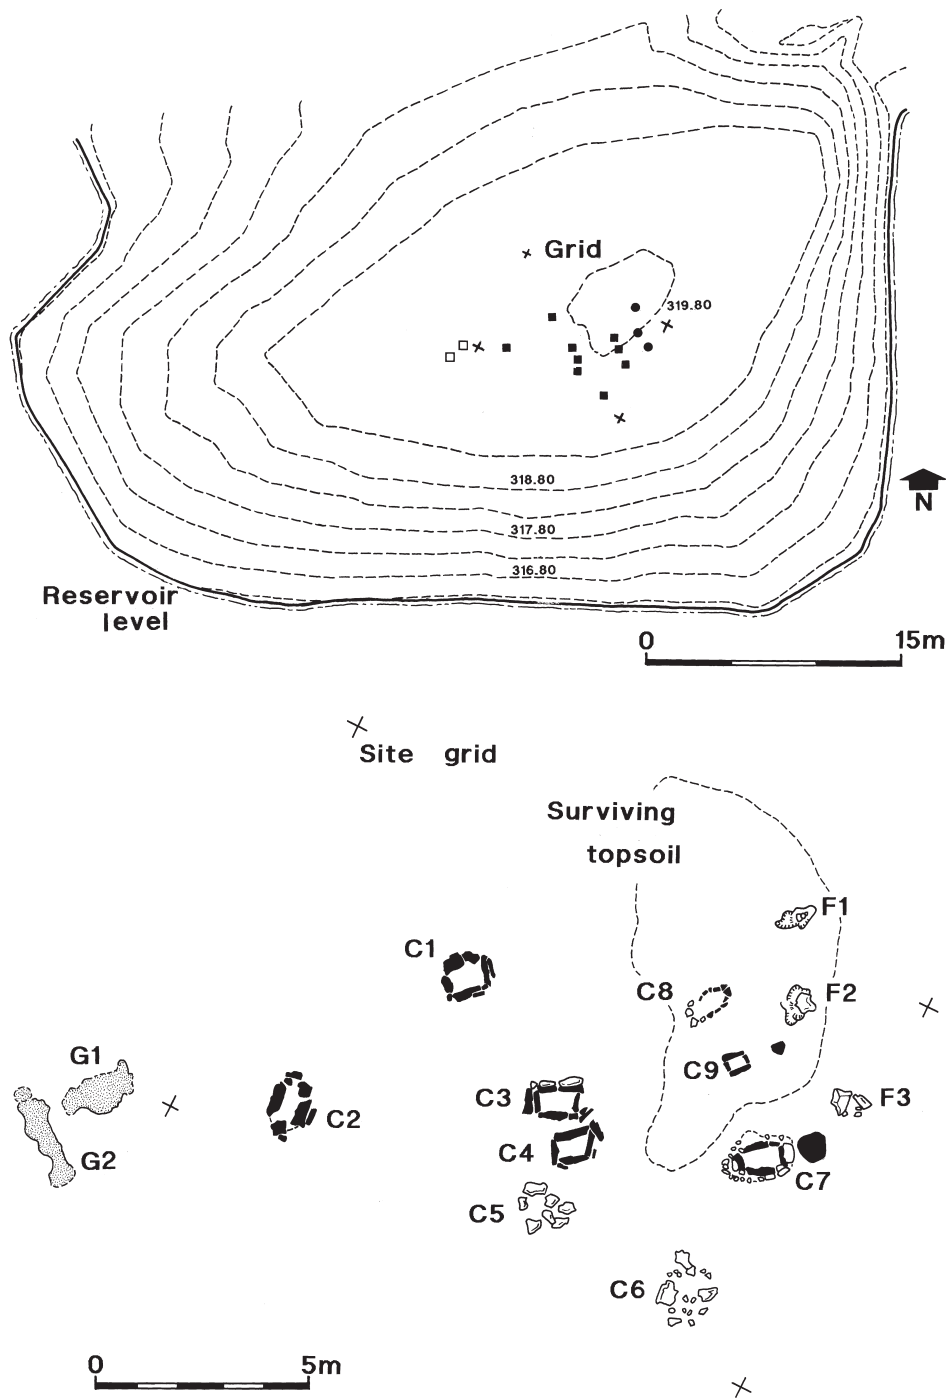 Grid
319.80
318.80
N
317.80
316.80
Reservoir
level
0 15m
Site grid
Surviving
topsoil
F1
C1
C8
F2
G1
C9
C3
F3
C2
C4
G2
C7
C5
C6
0 5m